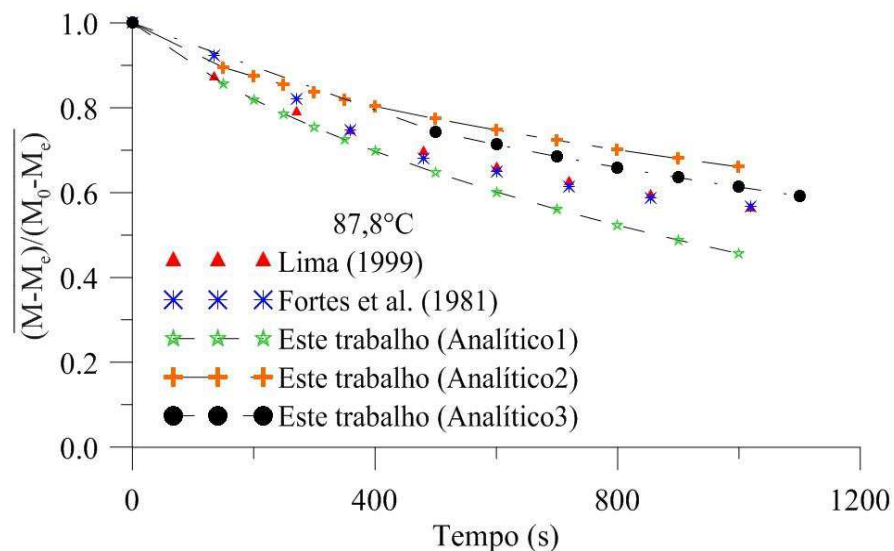 1.0
0.8
0.6
0.4
0.2
0.0
(M-Me)/(M0-Me)
87,8°C
Lima (1999)
Fortes et al. (1981)
Este trabalho (Analítico1)
Este trabalho (Analítico2)
Este trabalho (Analítico3)
0 400 800 1200
Tempo (s)